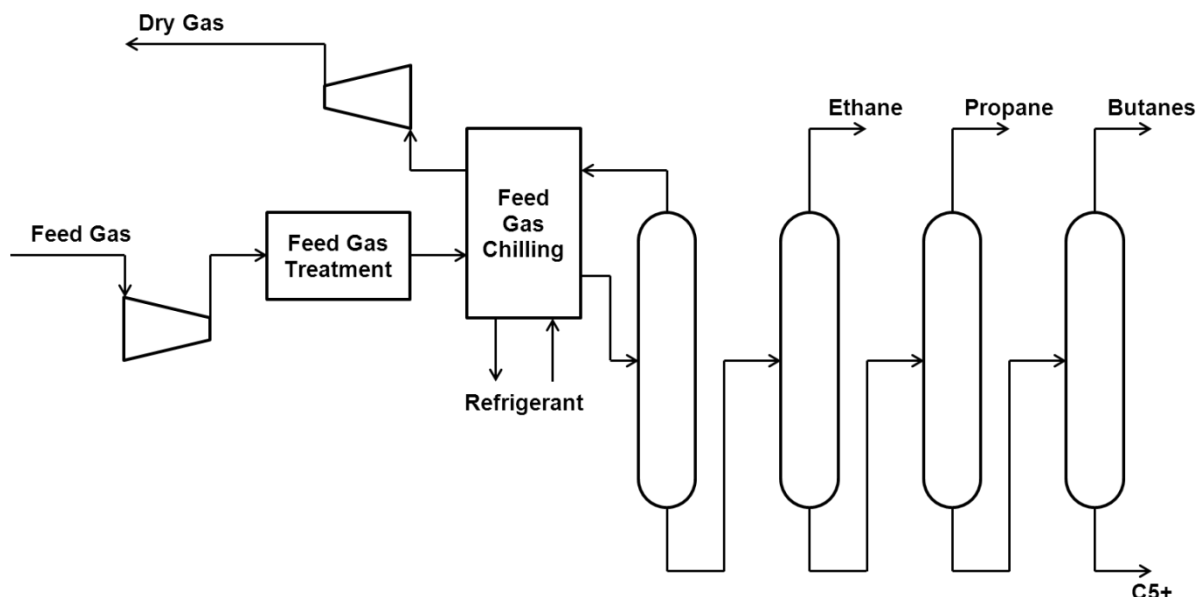 Dry Gas
Ethane
Propane
Butanes
Feed Gas
Feed Gas
Treatment
Feed
Gas
Chilling
Refrigerant
C5+